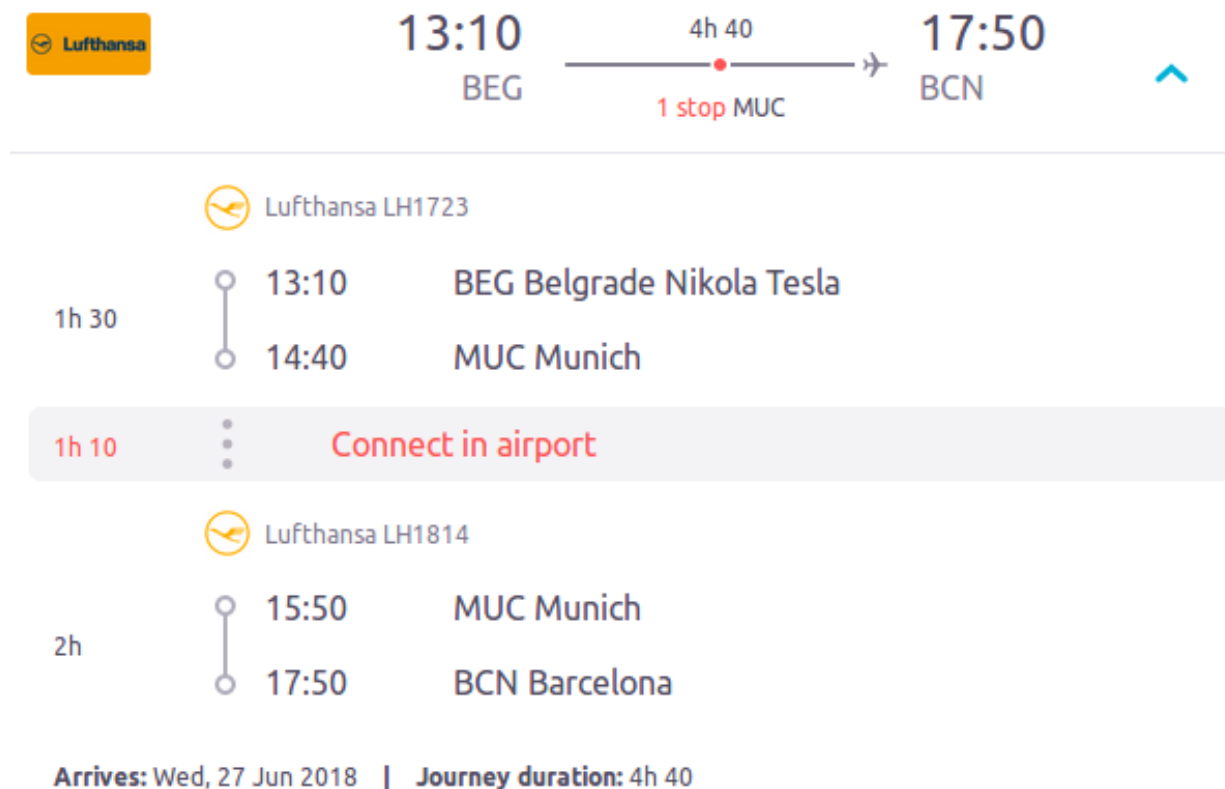 Lufthansa 13:10 4h 40 17:50
BEG 1 stop MUC BCN
Lufthansa LH1723
13:10 BEG Belgrade Nikola Tesla
1h 30
14:40 MUC Munich
1h 10 Connect in airport
Lufthansa LH1814
15:50 MUC Munich
2h
17:50 BCN Barcelona
Arrives: Wed, 27 Jun 2018 | Journey duration: 4h 40